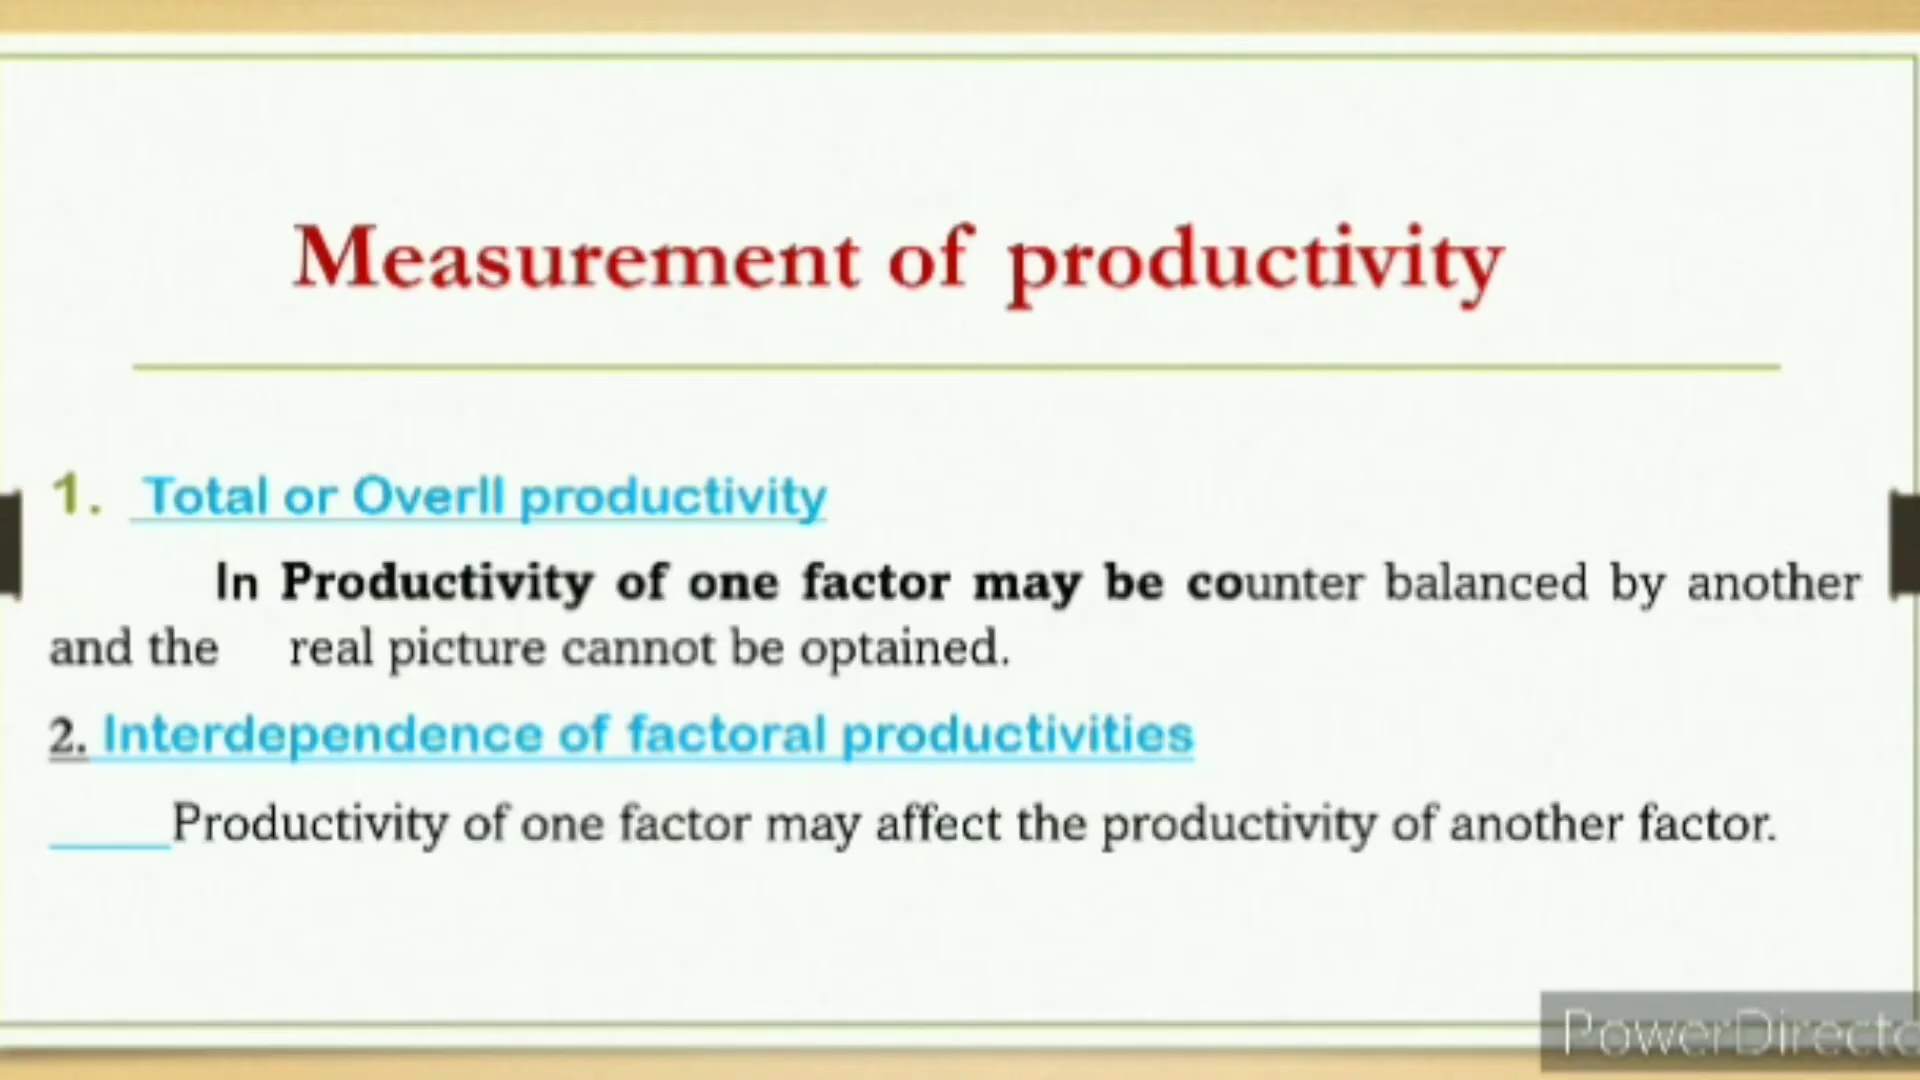 Measurement of productivity
1. Total or Overll productivity
In Productivity of one factor may be counter balanced by another
and the real picture cannot be optained.
2. Interdependence of factoral productivities
Productivity of one factor may affect the productivity of another factor.
PowerDirecto